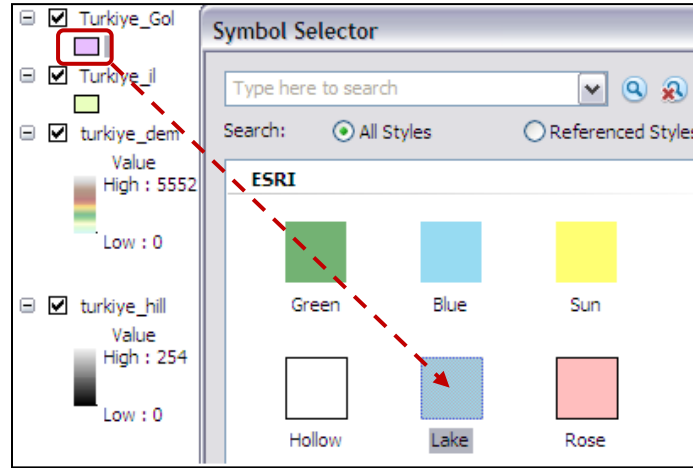 Turkiye_Gol
Turkiye_il
turkiye_dem
Value
High : 5552
Low : 0
turkiye_hill
Value
High : 254
Low : 0
Symbol Selector
Type here to search
Search: All Styles Referenced Styles
ESRI
Green Blue Sun
Hollow Lake Rose